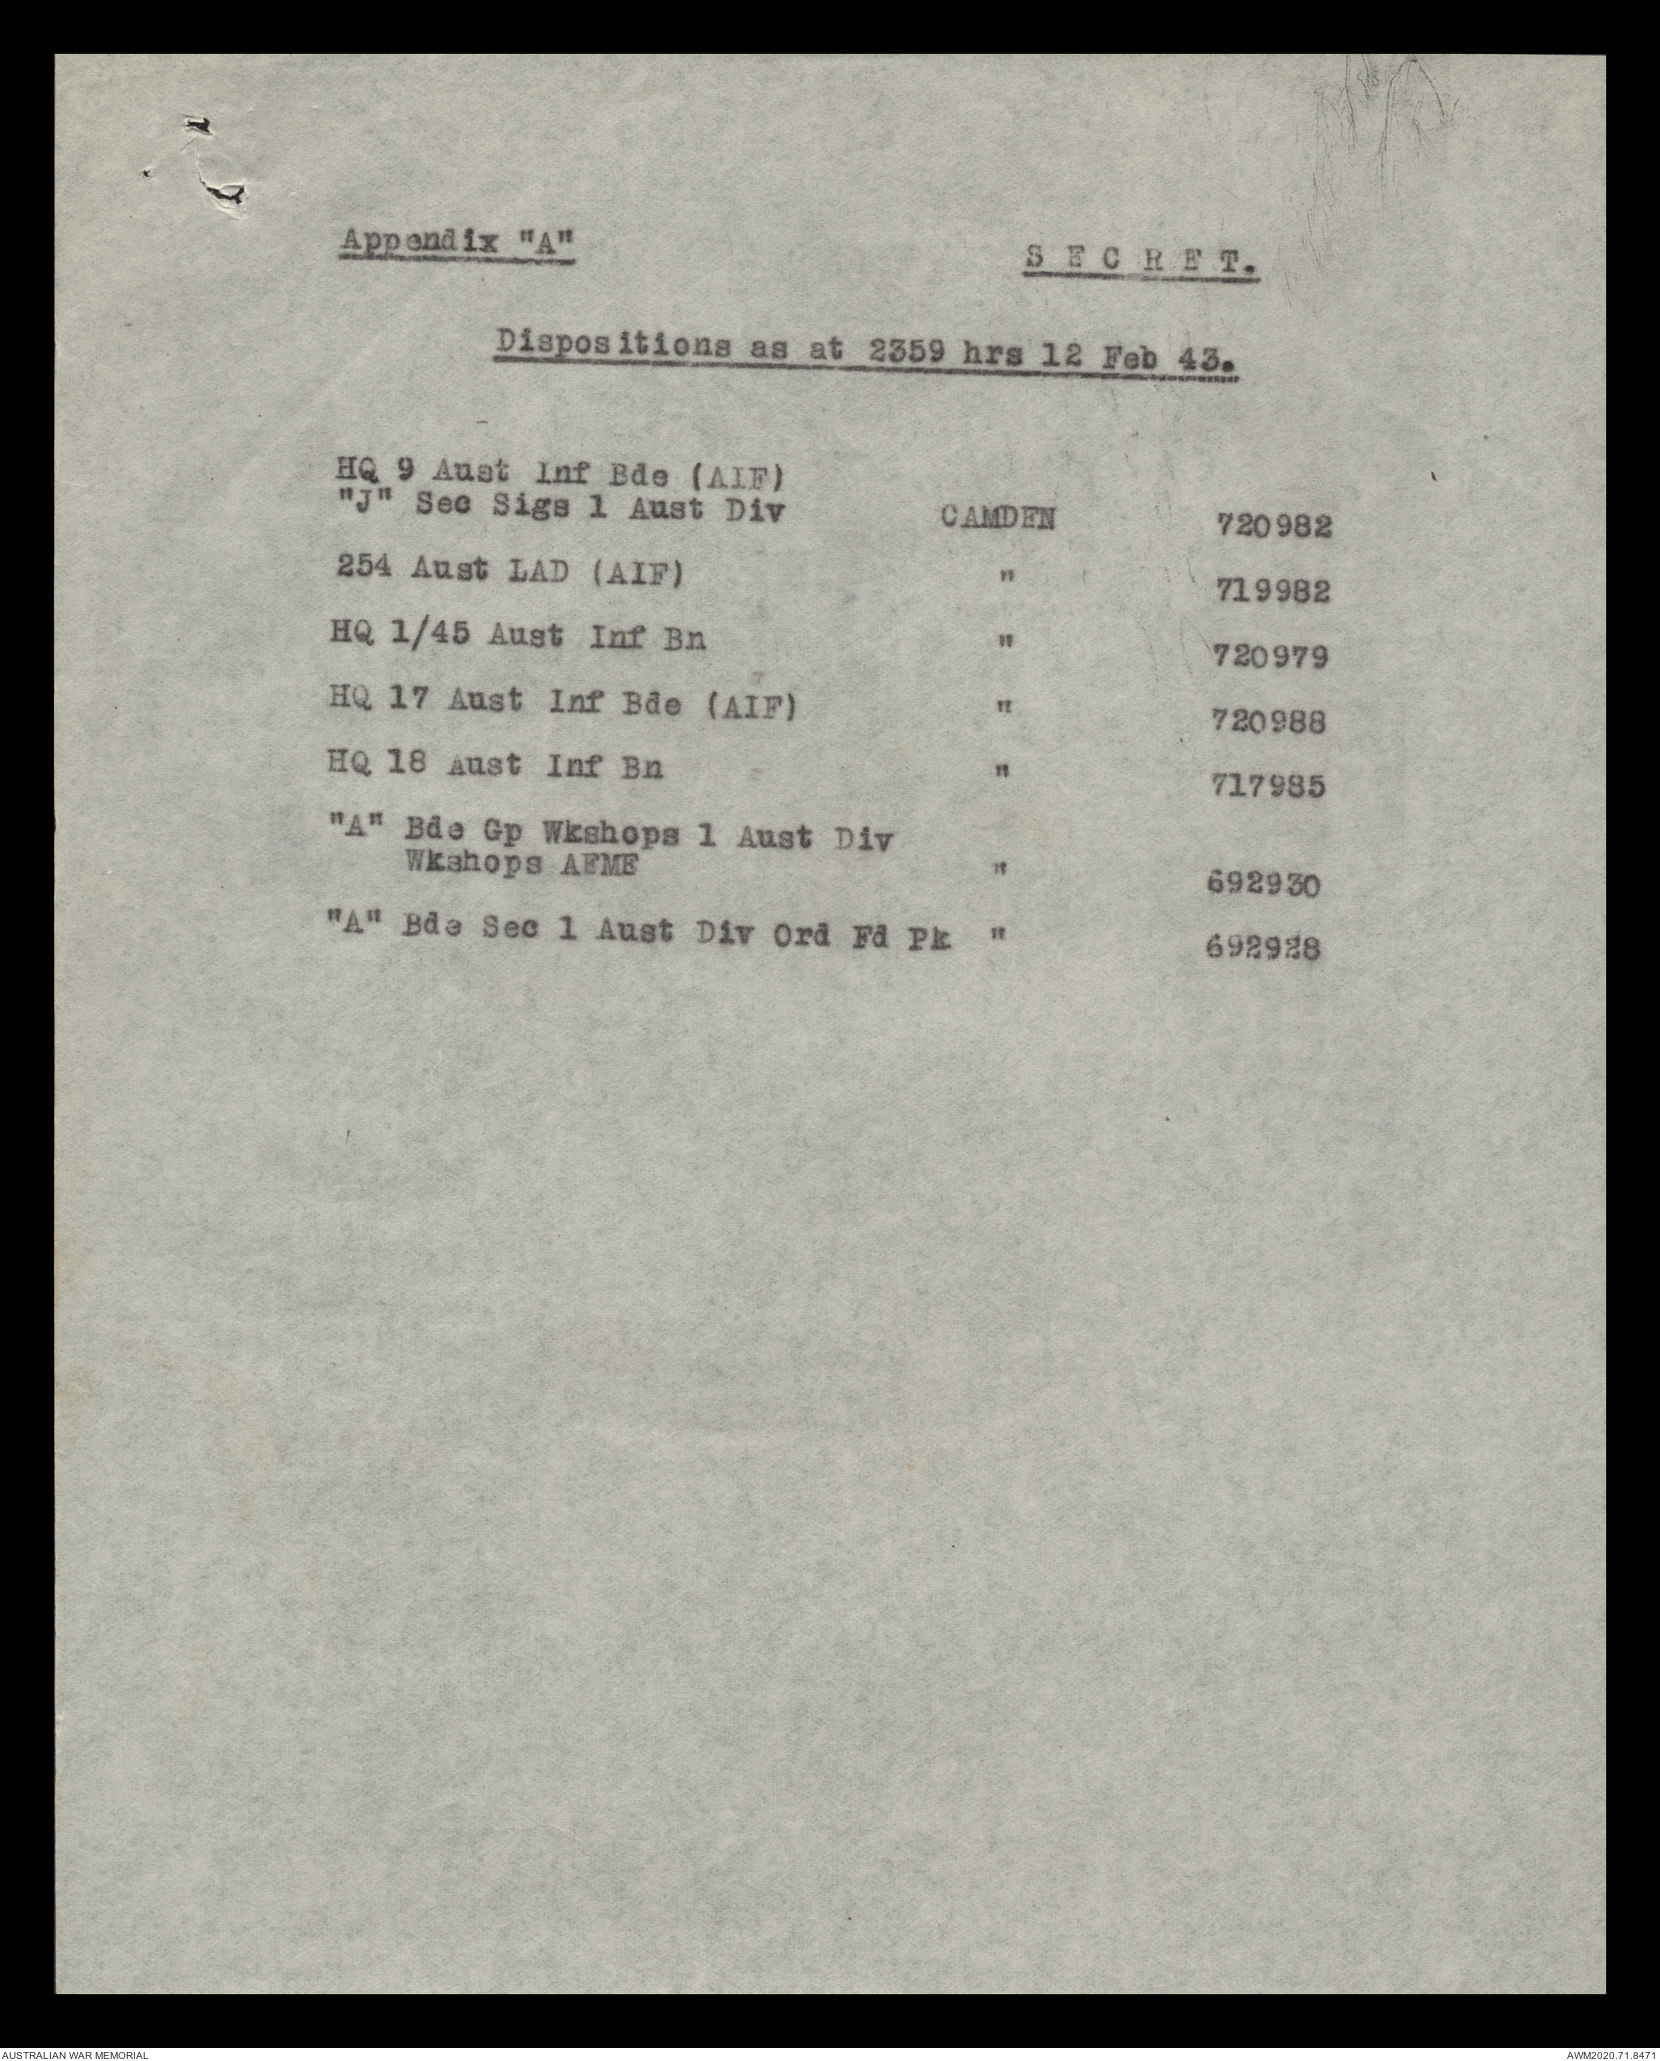 Appendix "A"
S E C R E T.
Dispositions as at 2359 hrs 12 Feb 43.
HQ 9 Aust Inf Bde (AIF)
"J" Sec Sigs 1 Aust Div CAMDEN 720982
254 Aust LAD (AIF) " 719982
HQ 1/45 Aust Inf Bn " 720979
HQ 17 Aust Inf Bde (AIF) " 720988
HQ 18 Aust Inf Bn " 717985
"A" Bde Gp Wkshops 1 Aust Div
Wkshops AEME " 692930
"A" Bde Sec 1 Aust Div Ord Fd Pk " 692928
AUSTRALIAN WAR MEMORIAL
AWM2020.71.8471